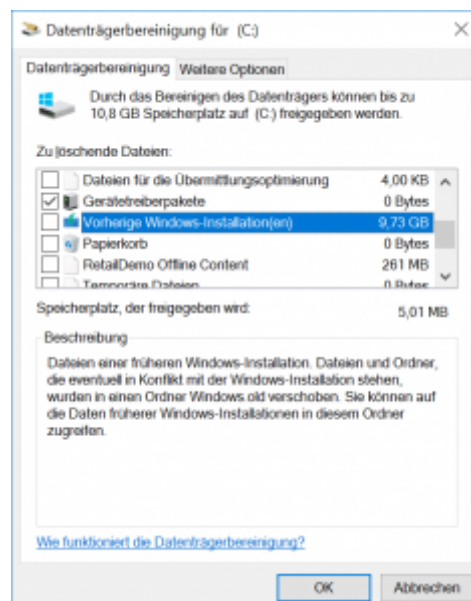 Datenträgerbereinigung für (C:)
Datenträgerbereinigung Weitere Optionen
Durch das Bereinigen des Datenträgers können bis zu
10,8 GB Speicherplatz auf (C:) freigegeben werden.
Zu löschende Dateien:
Dateien für die Übermittlungsoptimierung 4,00 KB
Gerätetreiberpakete 0 Bytes
Vorherige Windows-Installation(en) 9,73 GB
Papierkorb 0 Bytes
RetailDemo Offline Content 261 MB
Temporäre Dateien 0 Bytes
Speicherplatz, der freigegeben wird: 5,01 MB
Beschreibung
Dateien einer früheren Windows-Installation. Dateien und Ordner,
die eventuell in Konflikt mit der Windows-Installation stehen,
wurden in einen Ordner Windows.old verschoben. Sie können auf
die Daten früherer Windows-Installationen in diesem Ordner
zugreifen.
Wie funktioniert die Datenträgerbereinigung?
OK Abbrechen